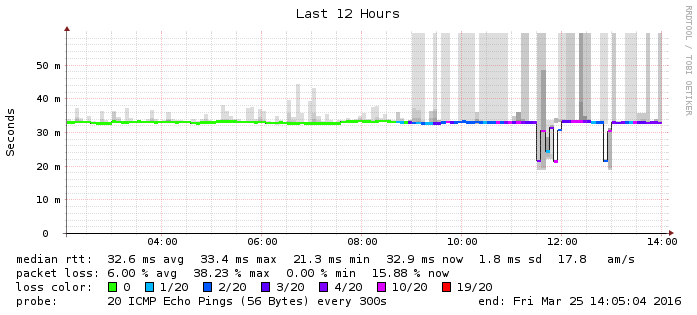 Last 12 Hours
RRDTOOL / TOBI OETIKER
Seconds
50 m
40 m
30 m
20 m
10 m
0
04:00 06:00 08:00 10:00 12:00 14:00
median rtt: 32.6 ms avg 33.4 ms max 21.3 ms min 32.9 ms now 1.8 ms sd 17.8 am/s
packet loss: 6.00 % avg 38.23 % max 0.00 % min 15.88 % now
loss color: 0 1/20 2/20 3/20 4/20 10/20 19/20
probe: 20 ICMP Echo Pings (56 Bytes) every 300s end: Fri Mar 25 14:05:04 2016